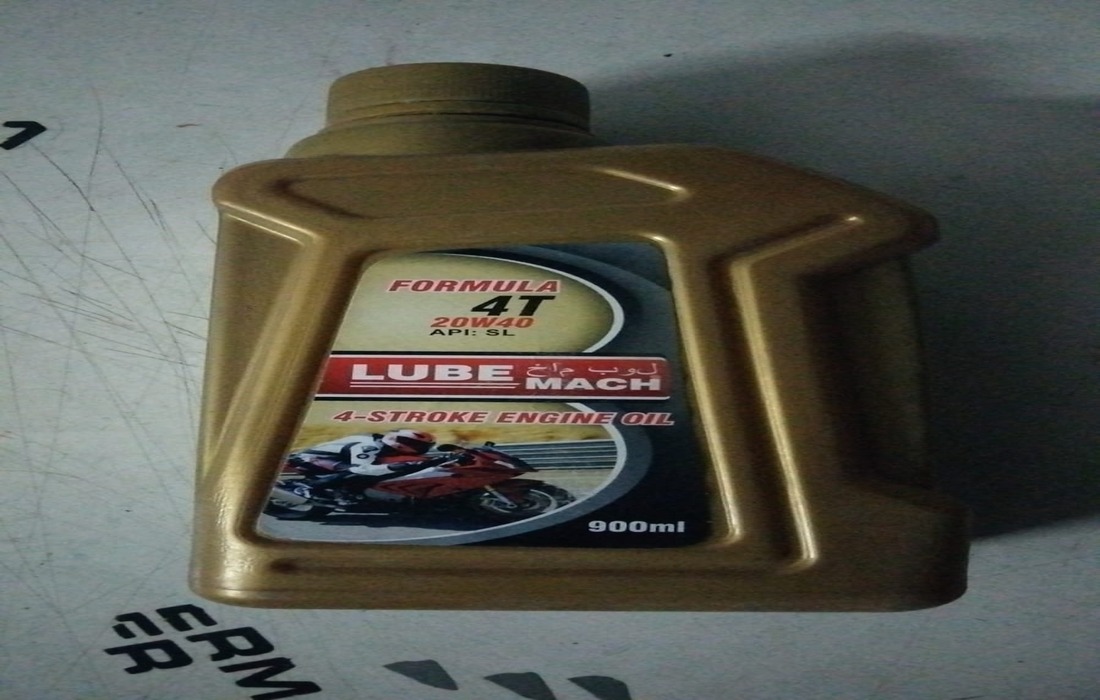 FORMULA
4T
20W40
API: SL
LUBE لوب ماخ
MACH
4-STROKE ENGINE OIL
900ml